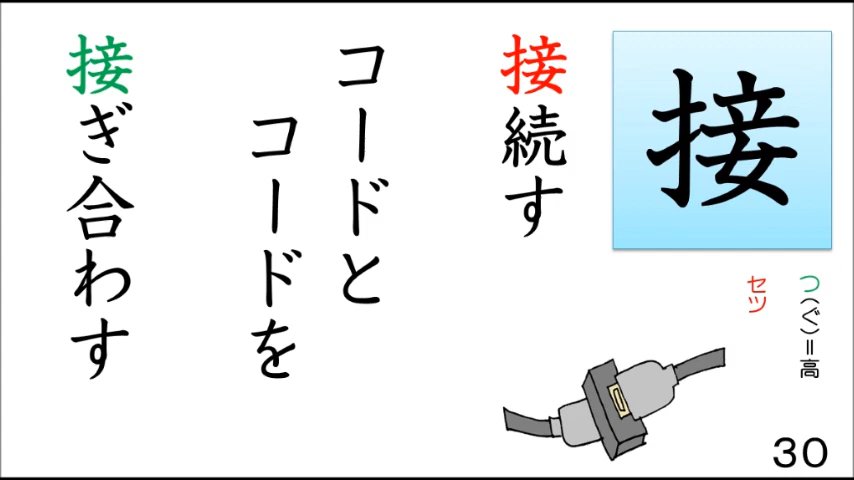 接
つ(ぐ)=高
セツ
接続す
コードと
コードを
接ぎ合わす
30